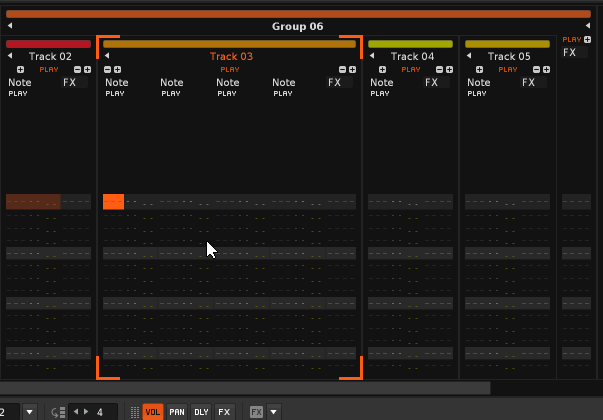 Group 06
Track 02
Track 03
Track 04
Track 05
PLAY
PLAY
PLAY
PLAY
PLAY
Note FX
Note Note Note Note FX
Note FX
Note FX
FX
PLAY
PLAY PLAY PLAY PLAY
PLAY
PLAY
2 4 VOL PAN DLY FX FX